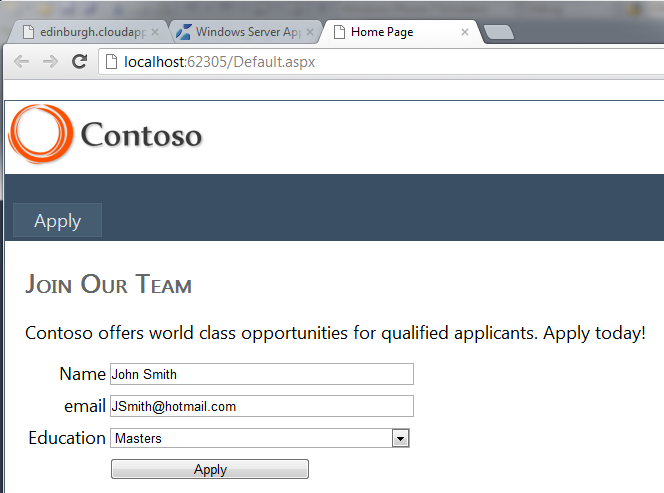 edinburgh.cloudapp
Windows Server App
Home Page
localhost:62305/Default.aspx
Contoso
Apply
Join Our Team
Contoso offers world class opportunities for qualified applicants. Apply today!
Name John Smith
email JSmith@hotmail.com
Education Masters
Apply